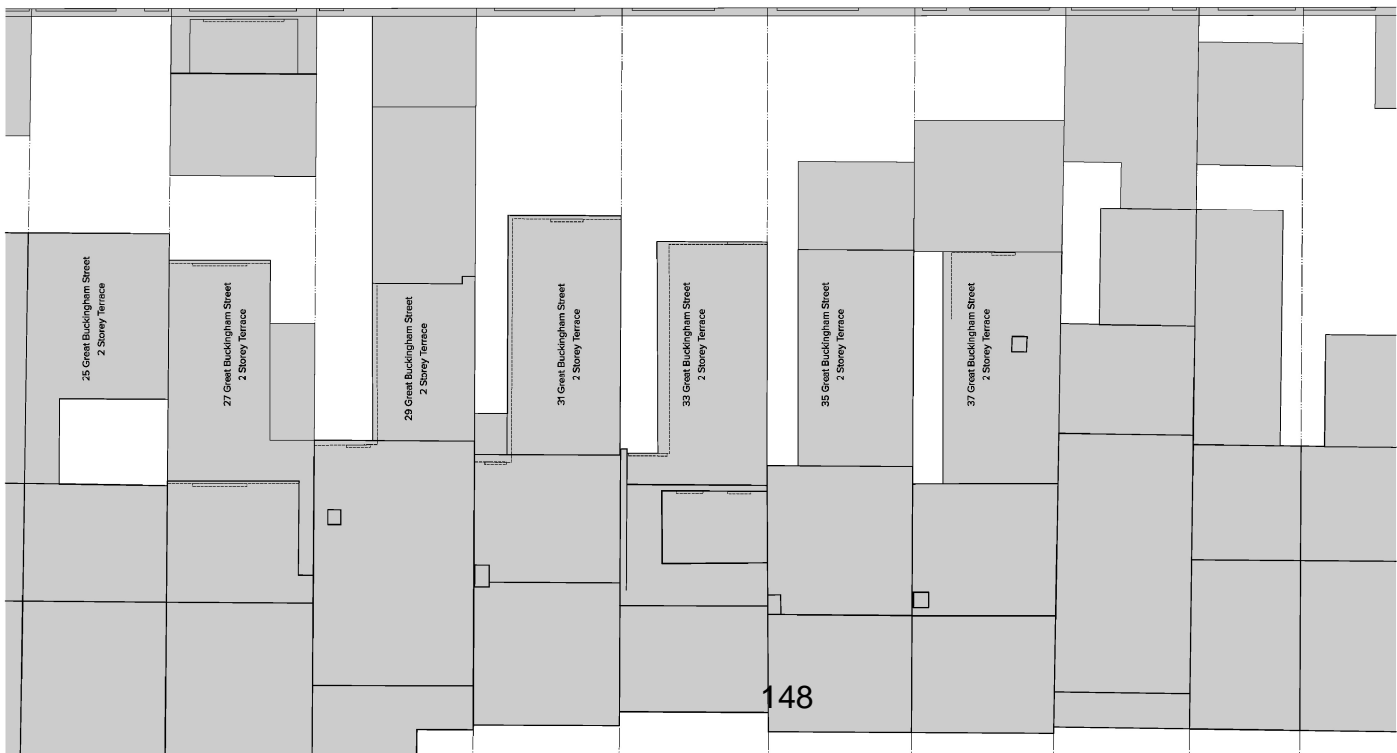 25 Great Buckingham Street
2 Storey Terrace
27 Great Buckingham Street
2 Storey Terrace
29 Great Buckingham Street
2 Storey Terrace
31 Great Buckingham Street
2 Storey Terrace
33 Great Buckingham Street
2 Storey Terrace
35 Great Buckingham Street
2 Storey Terrace
37 Great Buckingham Street
2 Storey Terrace
148